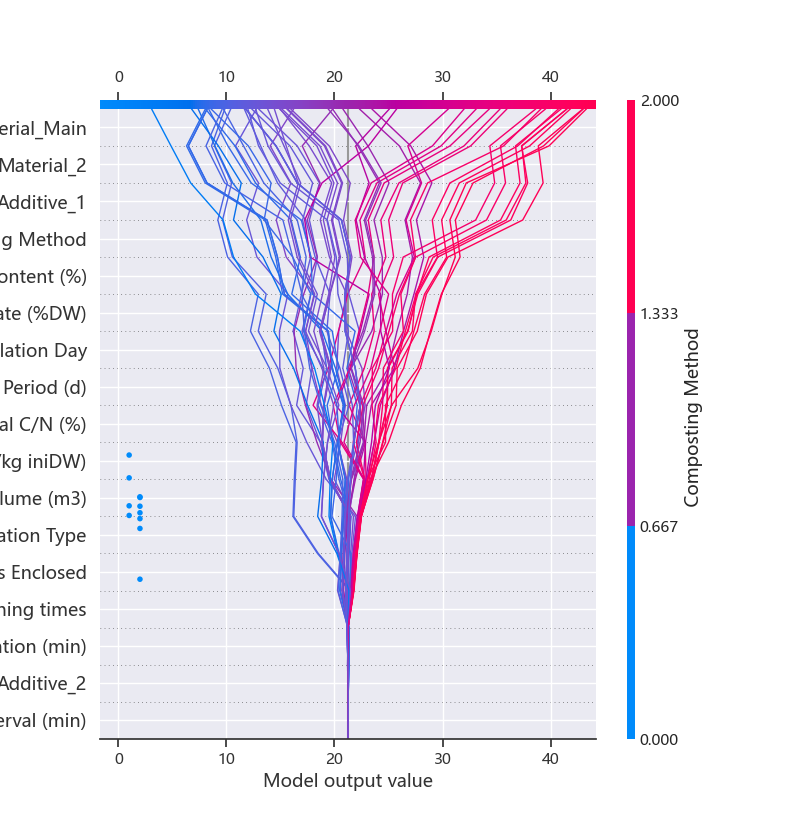 0 10 20 30 40
2.000
erial_Main
Material_2
Additive_1
g Method
ontent (%)
ate (%DW)
1.333
lation Day
Period (d)
al C/N (%)
/kg iniDW)
lume (m3)
Composting Method
ation Type
0.667
s Enclosed
ning times
ation (min)
Additive_2
erval (min)
0.000
0 10 20 30 40
Model output value